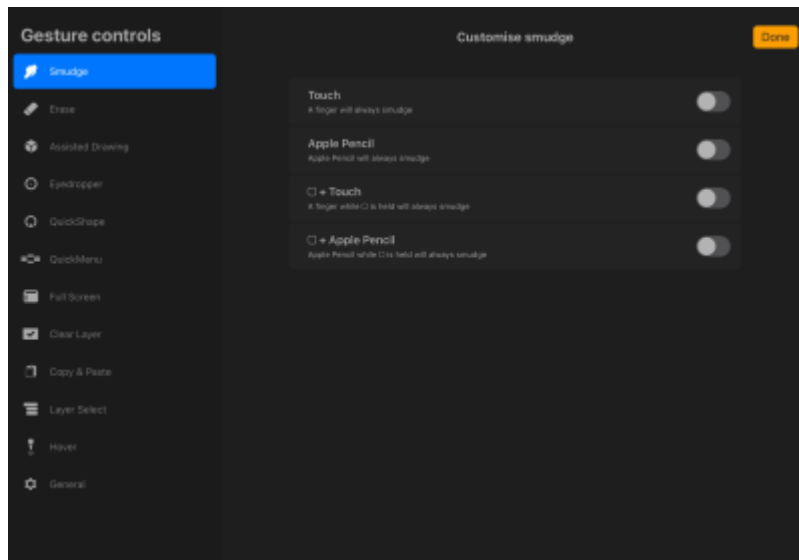 Gesture controls
Smudge
Erase
Assisted Drawing
Eyedropper
QuickShape
QuickMenu
Full Screen
Clear Layer
Copy & Paste
Layer Select
Hover
General
Customise smudge
Done
Touch
A finger will always smudge
Apple Pencil
Apple Pencil will always smudge
▢ + Touch
A finger while ▢ is held will always smudge
▢ + Apple Pencil
Apple Pencil while ▢ is held will always smudge